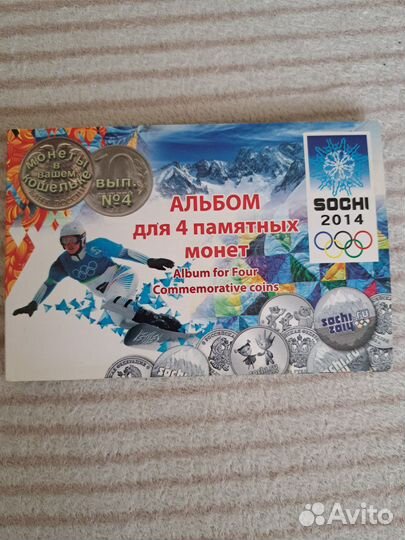 монеты
в
вашем
кошельке
вып.
№4
SOCHI
2014
АЛЬБОМ
для 4 памятных
монет
Album for Four
Commemorative coins
sochi.ru
2014
Avito